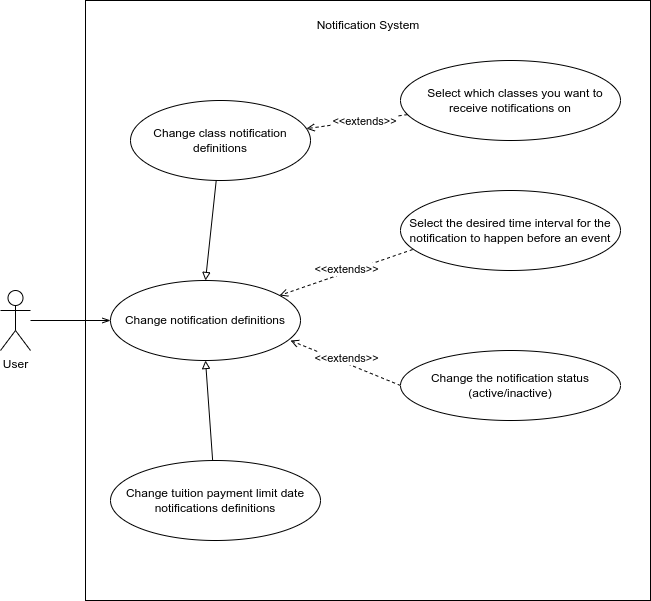 Notification System
Select which classes you want to
receive notifications on
<<extends>>
Change class notification
definitions
Select the desired time interval for the
notification to happen before an event
<<extends>>
Change notification definitions
User
<<extends>>
Change the notification status
(active/inactive)
Change tuition payment limit date
notifications definitions